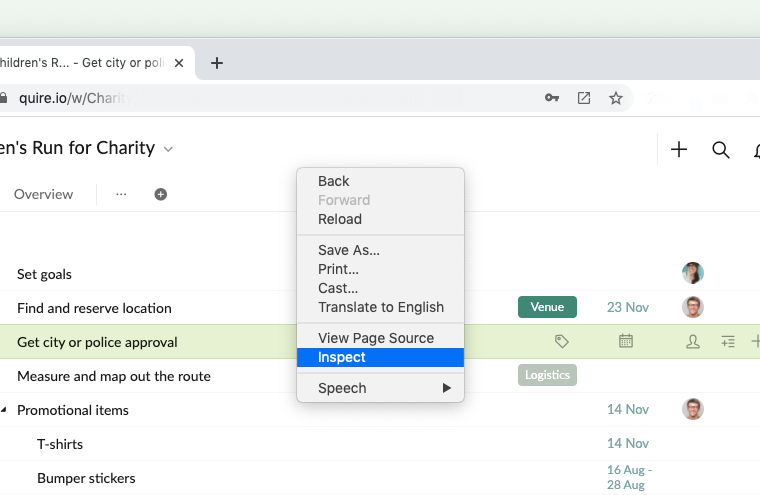 hildren's R... - Get city or poli
quire.io/w/Charity
en's Run for Charity
Overview
Back
Forward
Reload
Save As...
Print...
Cast...
Translate to English
View Page Source
Inspect
Speech
Set goals
Find and reserve location Venue 23 Nov
Get city or police approval
Measure and map out the route Logistics
Promotional items 14 Nov
T-shirts 14 Nov
Bumper stickers 16 Aug -
28 Aug